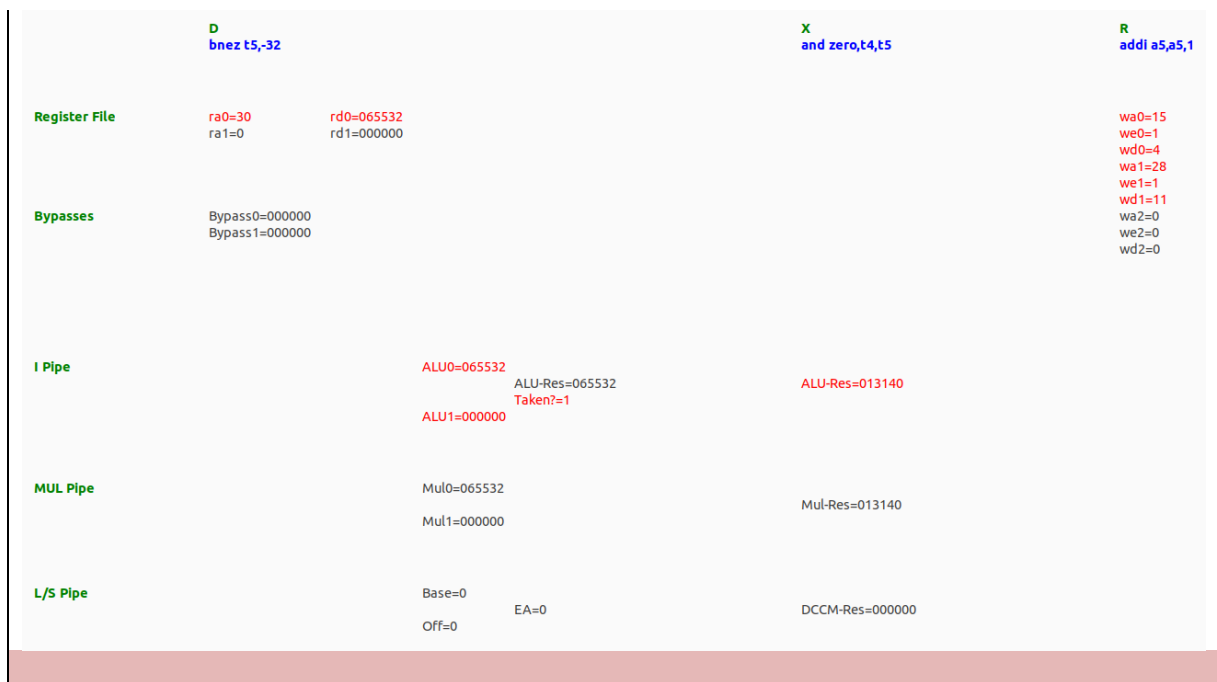 D X R
bnez t5,-32 and zero,t4,t5 addi a5,a5,1
Register File ra0=30 rd0=065532 wa0=15
ra1=0 rd1=000000 we0=1
wd0=4
wa1=28
we1=1
wd1=11
Bypasses Bypass0=000000 wa2=0
Bypass1=000000 we2=0
wd2=0
I Pipe ALU0=065532
ALU-Res=065532 ALU-Res=013140
Taken?=1
ALU1=000000
MUL Pipe Mul0=065532
Mul-Res=013140
Mul1=000000
L/S Pipe Base=0
EA=0 DCCM-Res=000000
Off=0